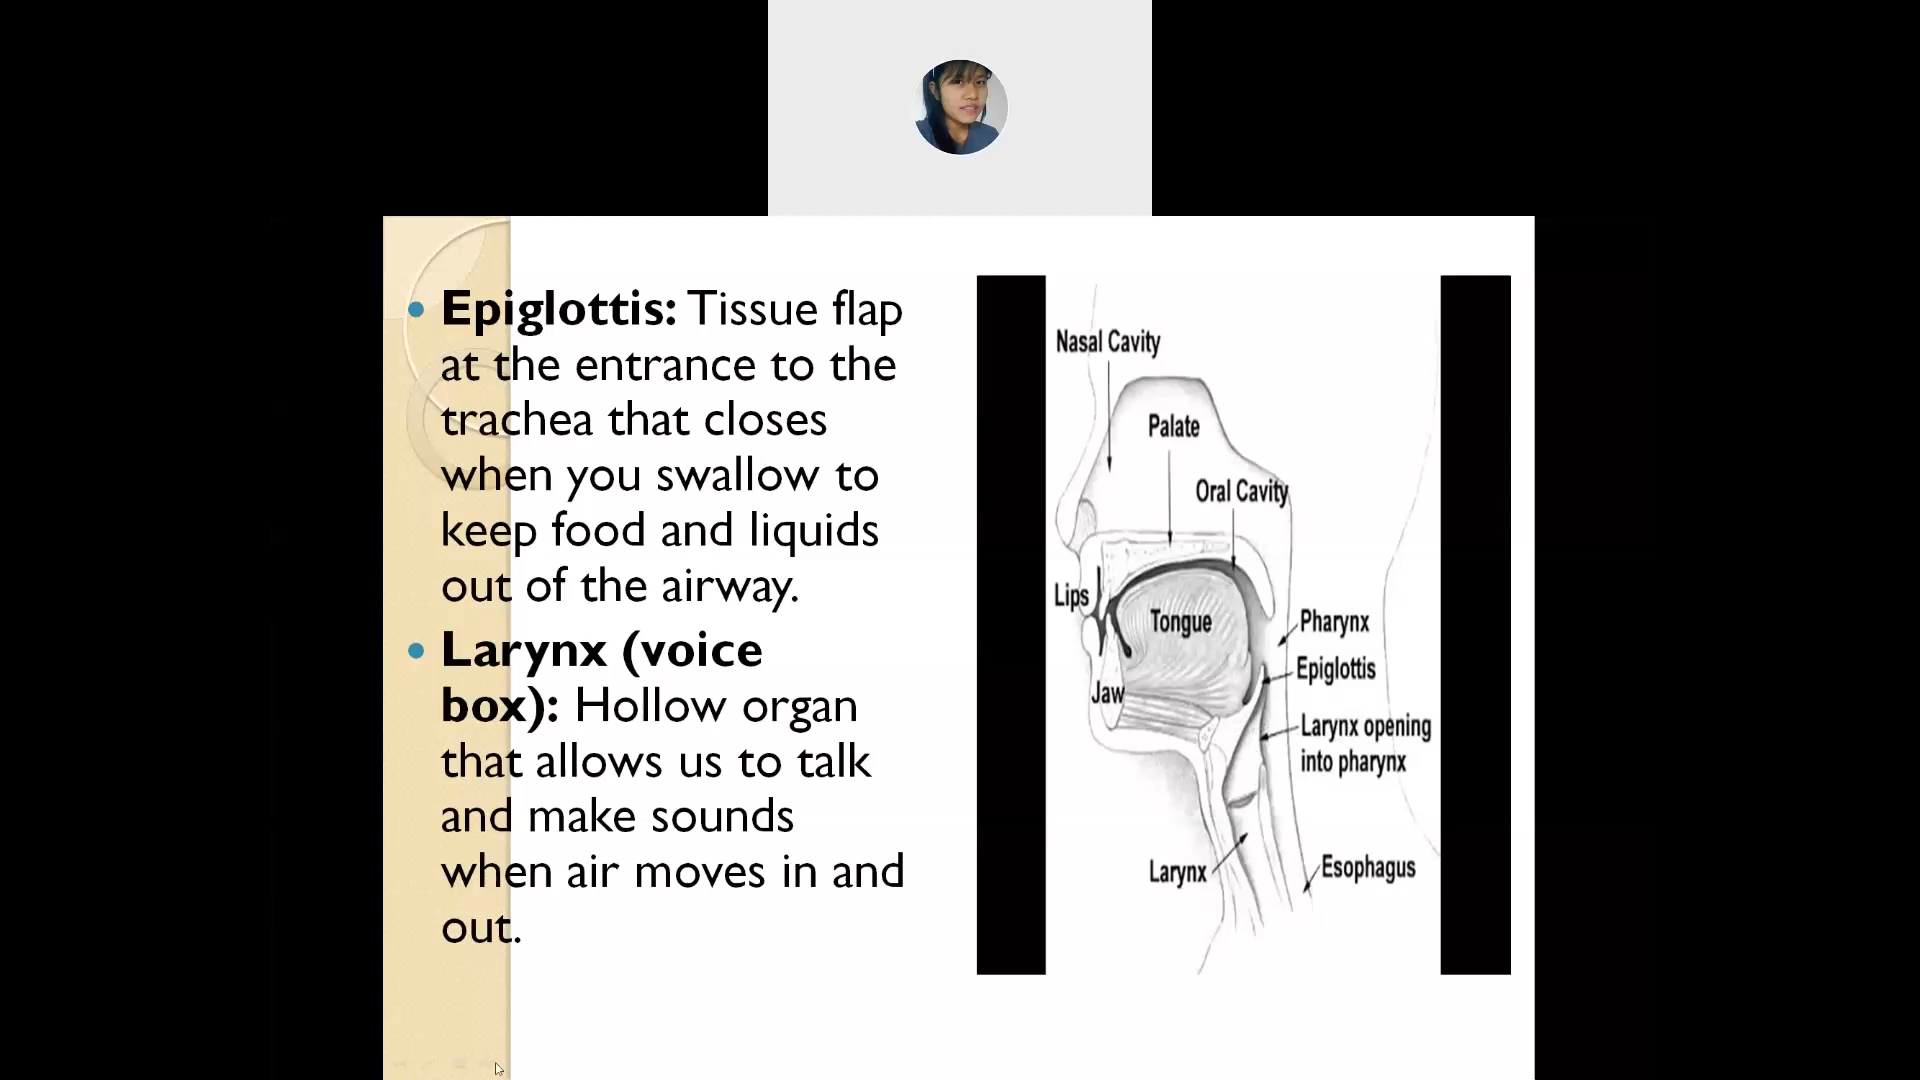 • Epiglottis: Tissue flap
at the entrance to the
trachea that closes
when you swallow to
keep food and liquids
out of the airway.
• Larynx (voice
box): Hollow organ
that allows us to talk
and make sounds
when air moves in and
out.
Nasal Cavity
Palate
Oral Cavity
Lips
Tongue
Pharynx
Epiglottis
Jaw
Larynx opening
into pharynx
Larynx
Esophagus